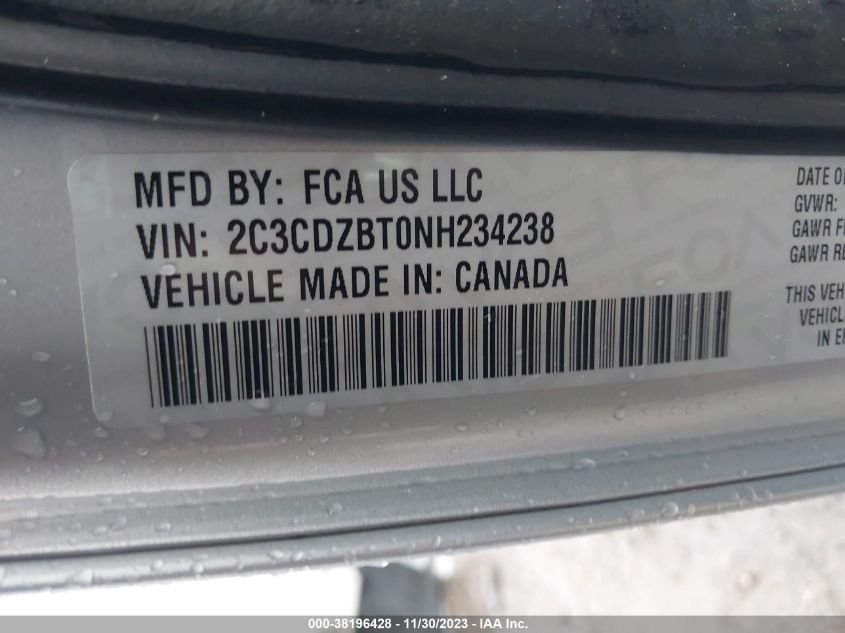 MFD BY: FCA US LLC
VIN: 2C3CDZBT0NH234238
VEHICLE MADE IN: CANADA
DATE O
GVWR:
GAWR F
GAWR RE
THIS VEH
VEHICL
IN E
000-38196428 - 11/30/2023 - IAA Inc.